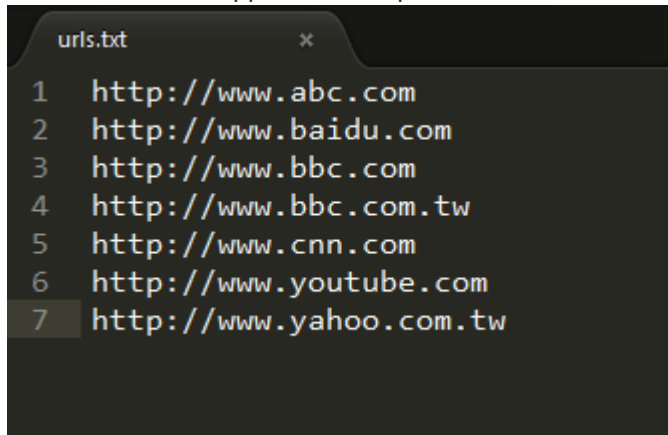 urls.txt ×
1 http://www.abc.com
2 http://www.baidu.com
3 http://www.bbc.com
4 http://www.bbc.com.tw
5 http://www.cnn.com
6 http://www.youtube.com
7 http://www.yahoo.com.tw